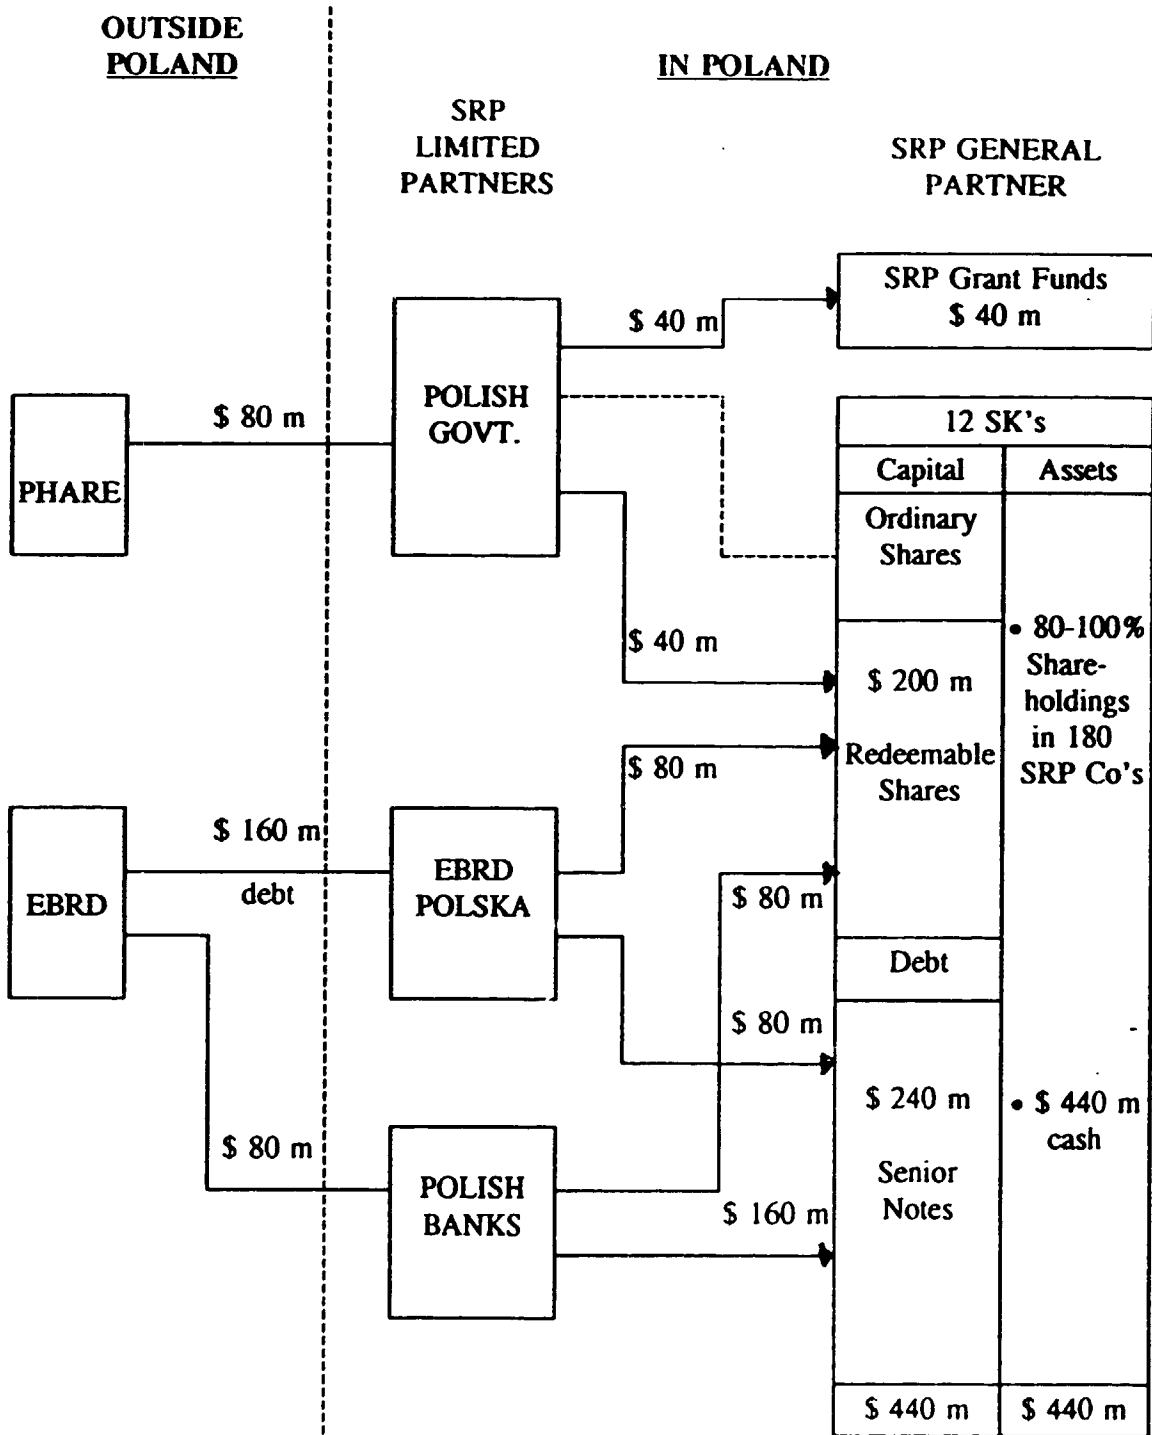 OUTSIDE
POLAND
IN POLAND
SRP
LIMITED
PARTNERS
SRP GENERAL
PARTNER
SRP Grant Funds
$ 40 m
$ 40 m
POLISH
GOVT.
$ 80 m
PHARE
12 SK's
Capital
Assets
Ordinary
Shares
$ 40 m
$ 200 m
Redeemable
Shares
• 80-100%
Share-
holdings
in 180
SRP Co's
$ 80 m
$ 160 m
debt
EBRD
EBRD
POLSKA
$ 80 m
Debt
$ 80 m
$ 240 m
Senior
Notes
• $ 440 m
cash
$ 80 m
POLISH
BANKS
$ 160 m
$ 440 m
$ 440 m